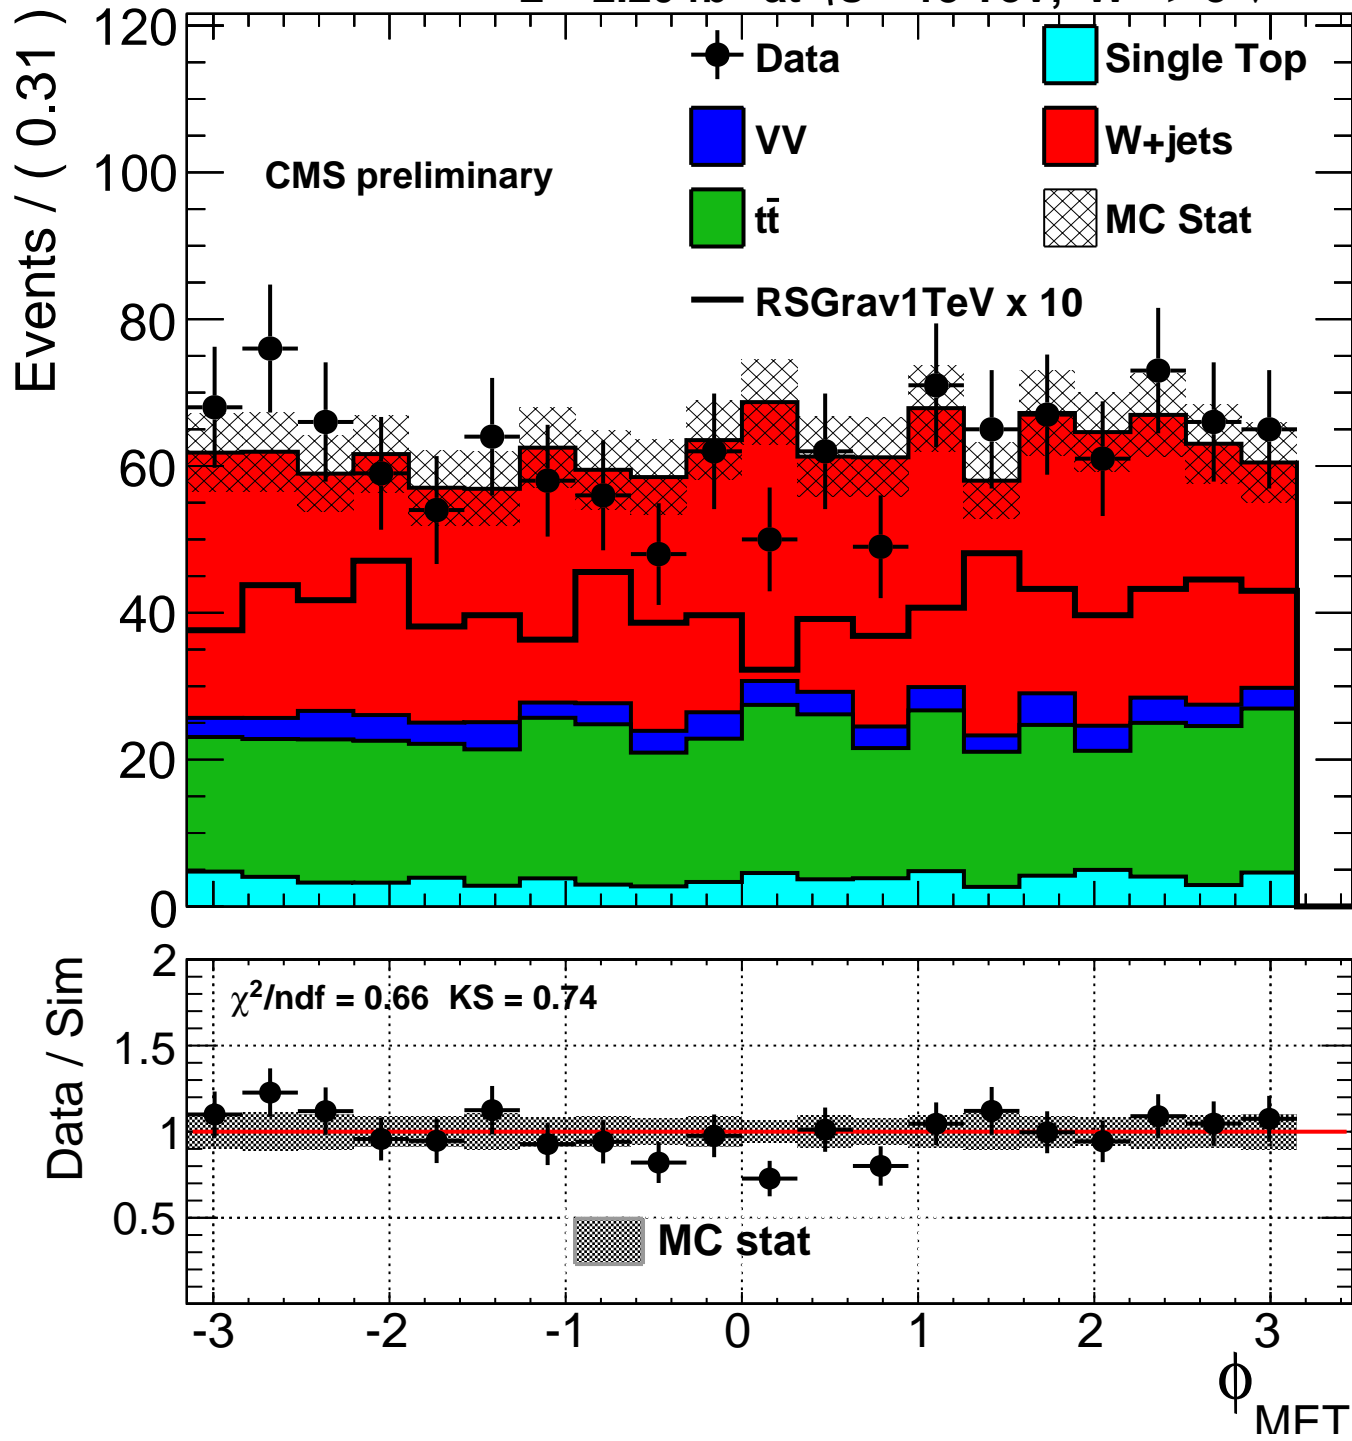 Events / ( 0.31 )
120
100
80
60
40
20
0
Data
Single Top
VV
W+jets
tt̄
MC Stat
RSGrav1TeV x 10
CMS preliminary
Data / Sim
2
1.5
1
0.5
χ²/ndf = 0.66 KS = 0.74
MC stat
-3 -2 -1 0 1 2 3
ϕ_MET